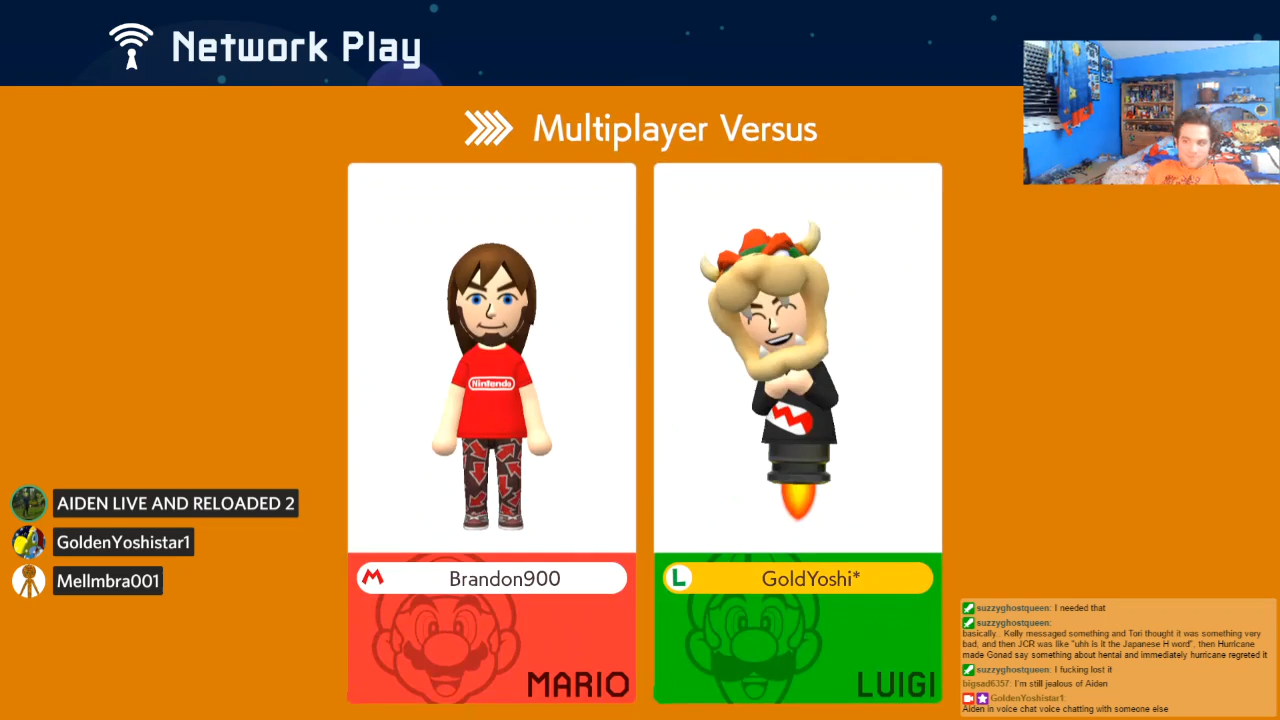 Network Play
Multiplayer Versus
Nintendo
M Brandon900
MARIO
L GoldYoshi*
LUIGI
AIDEN LIVE AND RELOADED 2
GoldenYoshistar1
MelImbra001
suzzyghostqueen: I needed that
suzzyghostqueen:
basically.. Kelly messaged something and Tori thought it was something very
bad, and then JCR was like "uhh is it the Japanese H word", then Hurricane
made Gonad say something about hentai and immediately hurricane regretted it
suzzyghostqueen: I fucking lost it
bigsad6357: I'm still jealous of Aiden
GoldenYoshistar1:
Aiden in voice chat voice chatting with someone else